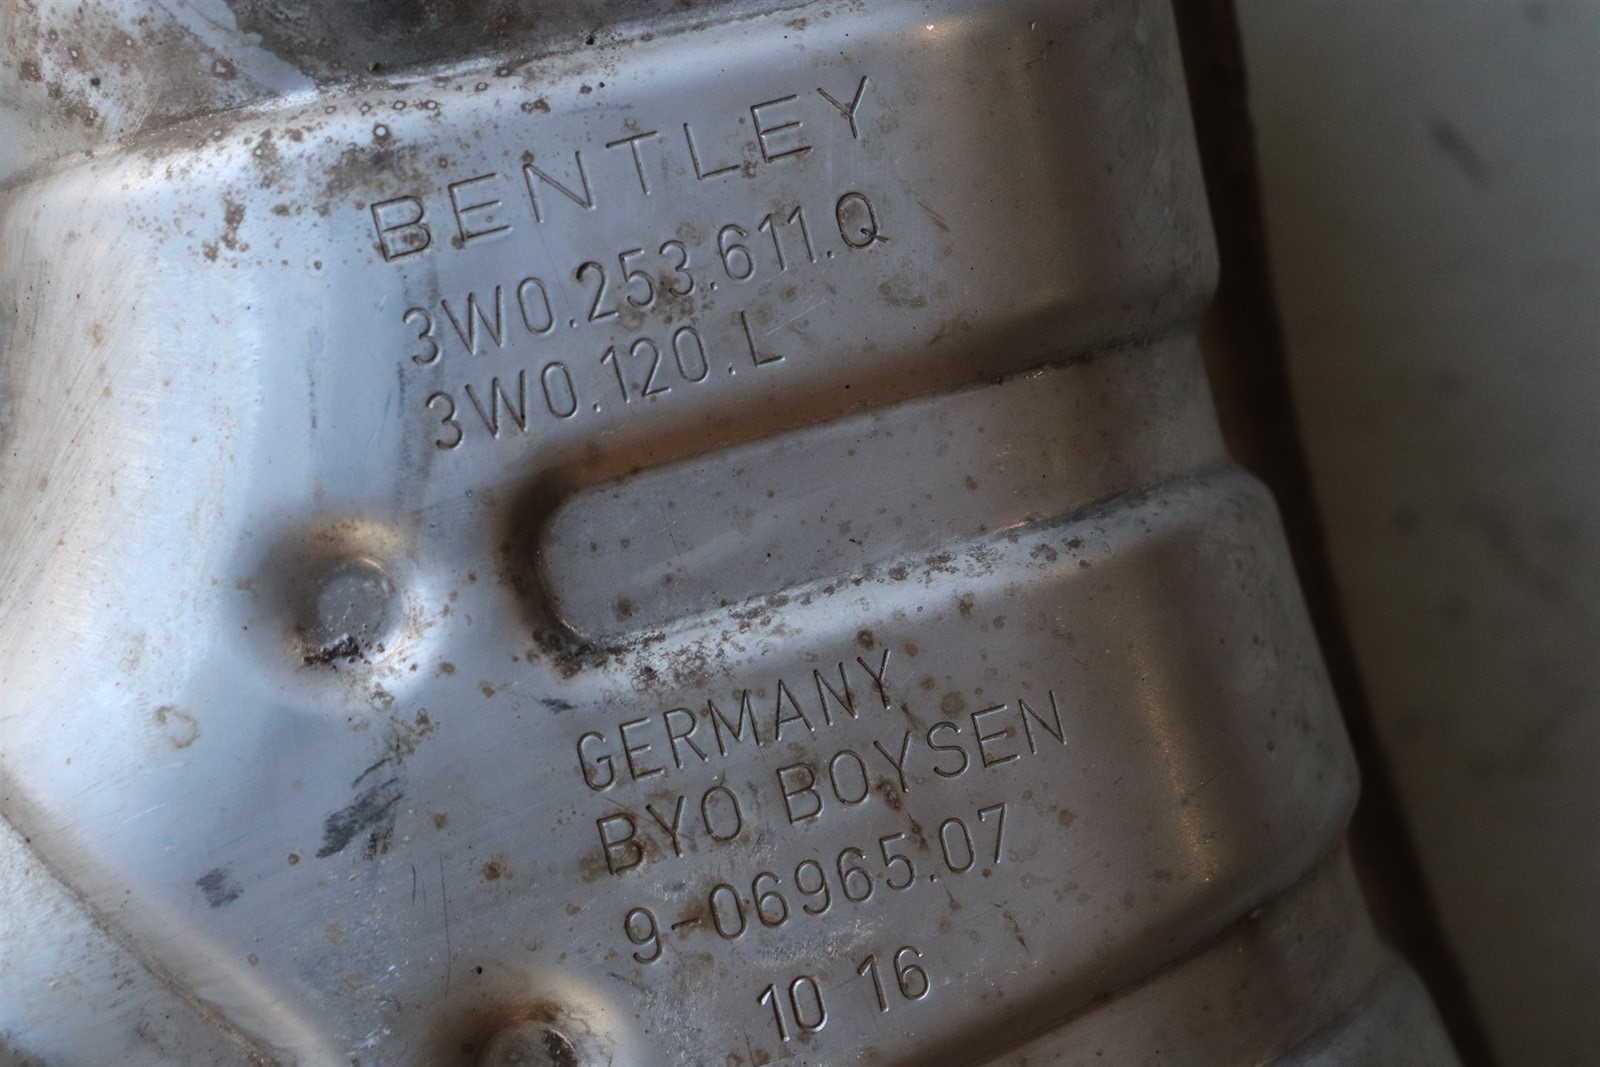 BENTLEY
3W0.253.611.Q
3W0.120.L
GERMANY
BYO BOYSEN
9-06965.07
10 16